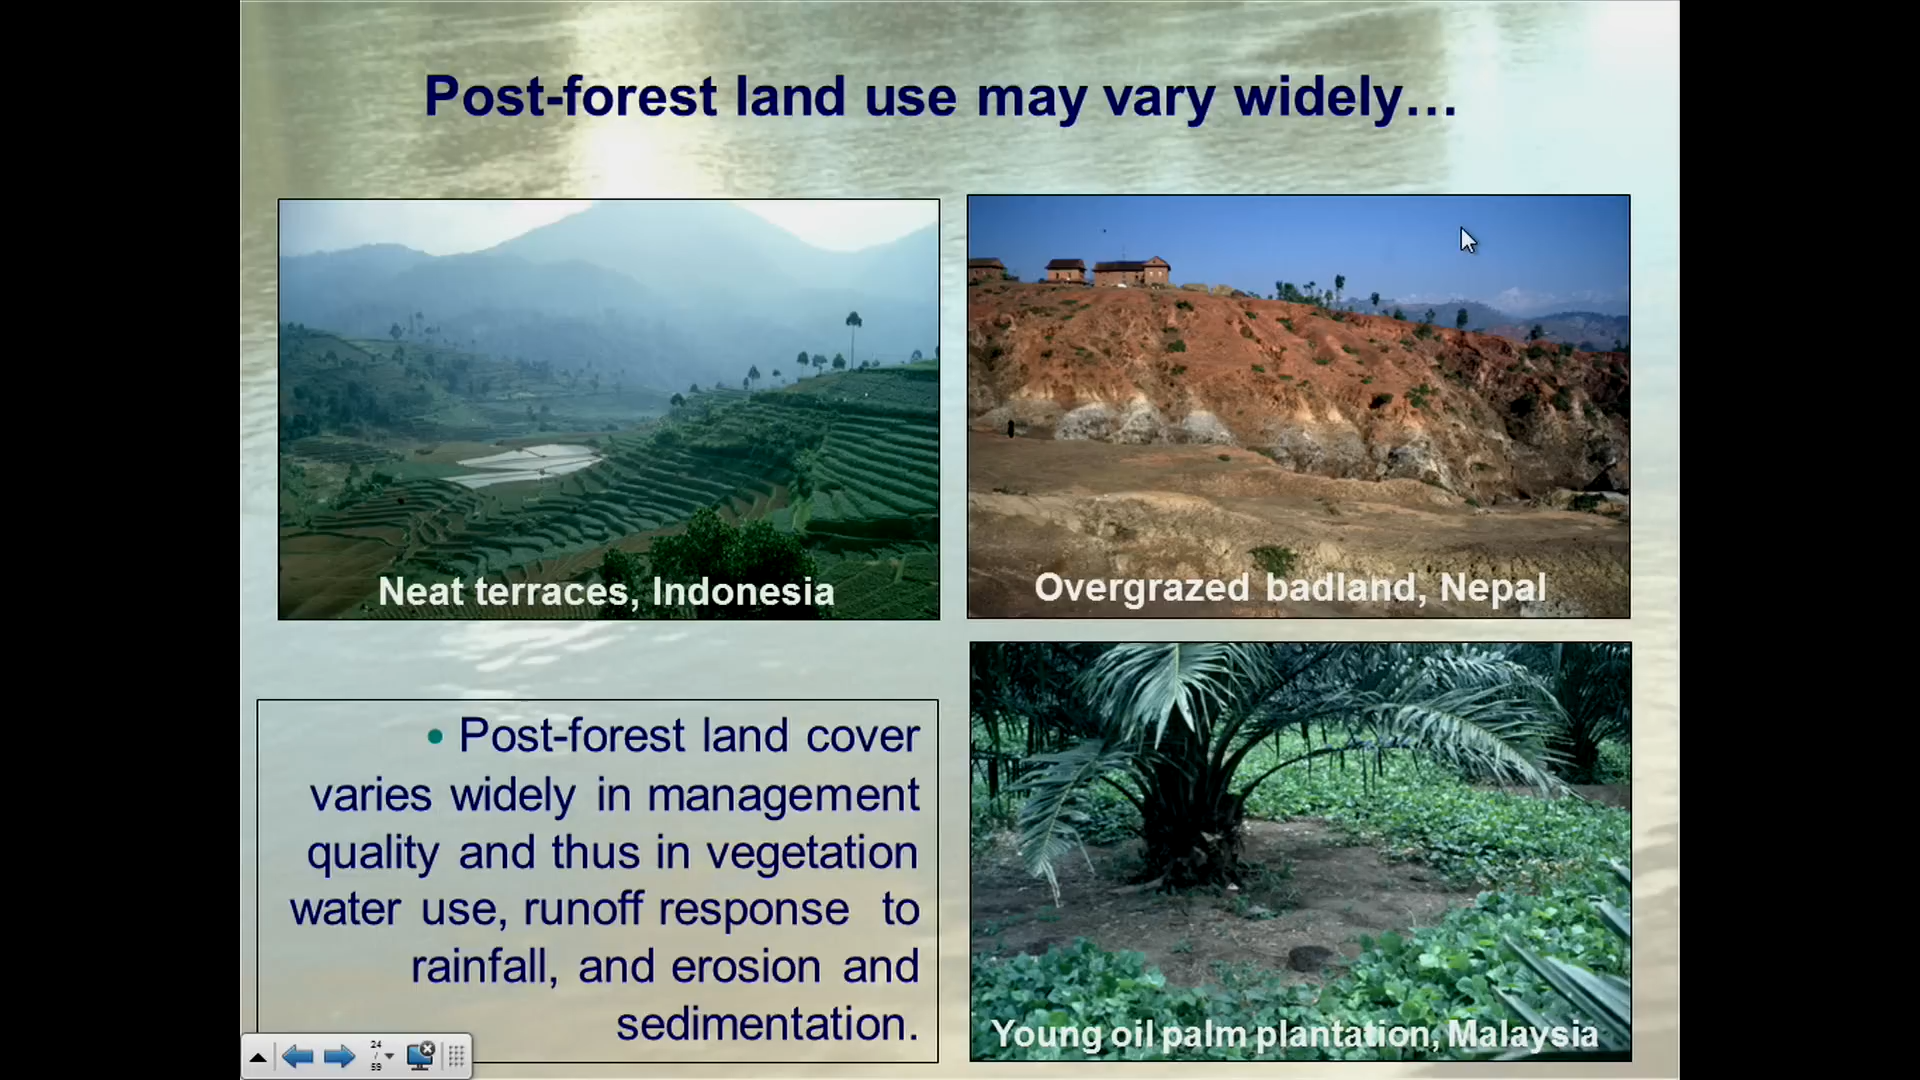 Post-forest land use may vary widely…
Neat terraces, Indonesia
Overgrazed badland, Nepal
• Post-forest land cover
varies widely in management
quality and thus in vegetation
water use, runoff response to
rainfall, and erosion and
sedimentation.
Young oil palm plantation, Malaysia
24
/
59